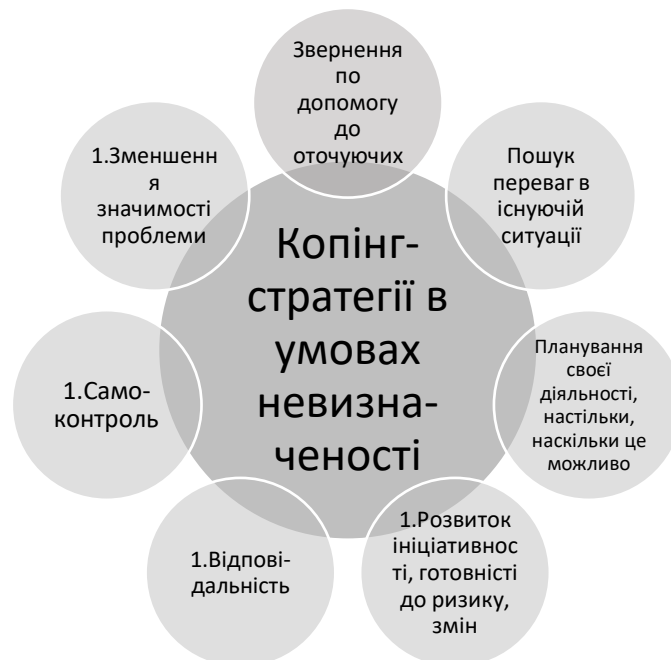 Звернення
по
допомогу
до
оточуючих
Пошук
переваг в
існуючій
ситуації
Планування
своєї
діяльності,
настільки,
наскільки це
можливо
1.Розвиток
ініціативнос
ті, готовністі
до ризику,
змін
1.Відпові-
дальність
1.Само-
контроль
1.Зменшенн
я
значимості
проблеми
Копінг-
стратегії в
умовах
невизна-
ченості